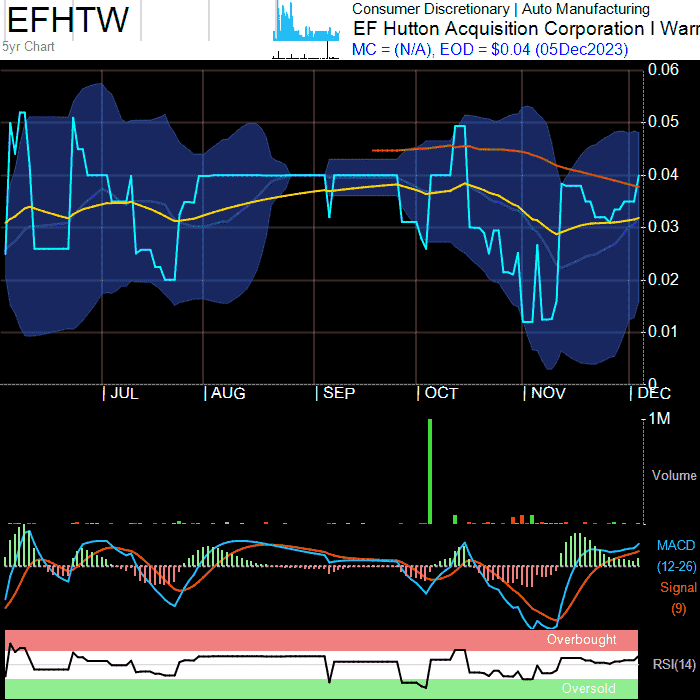 EFHTW
5yr Chart
Consumer Discretionary | Auto Manufacturing
EF Hutton Acquisition Corporation I Warr
MC = (N/A), EOD = $0.04 (05Dec2023)
0.06
0.05
0.04
0.03
0.02
0.01
0
| JUL | AUG | SEP | OCT | NOV | DEC
1M
Volume
MACD
(12-26)
Signal
(9)
Overbought
RSI(14)
Oversold